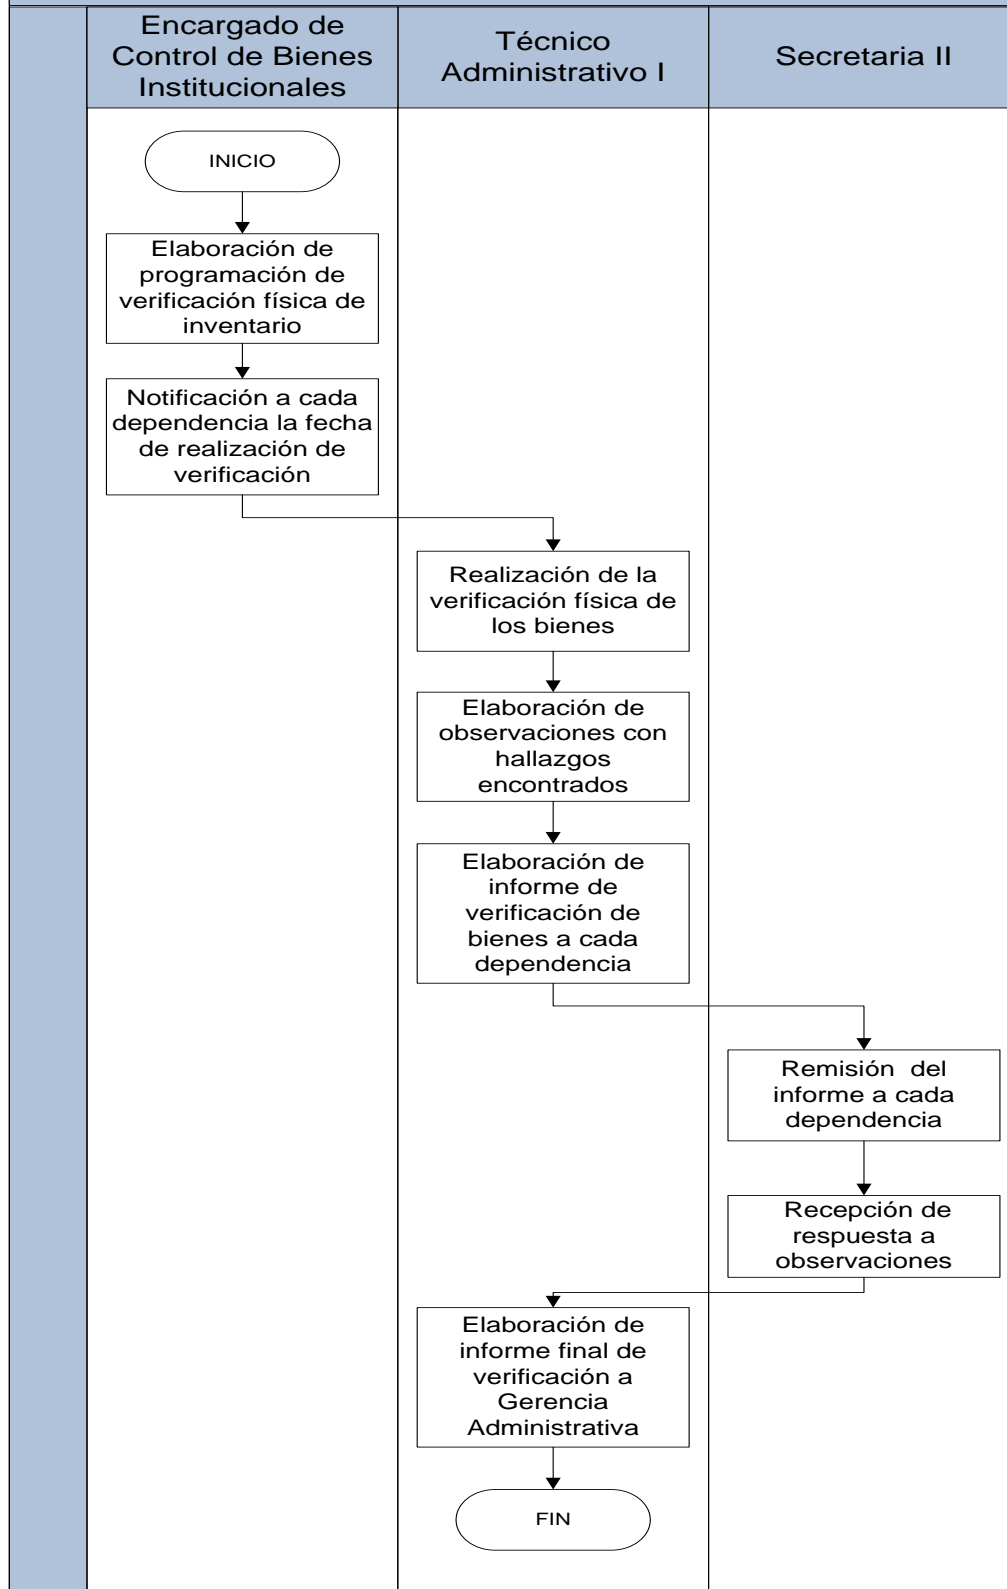 Encargado de
Control de Bienes
Institucionales
Técnico
Administrativo I
Secretaria II
INICIO
Elaboración de
programación de
verificación física de
inventario
Notificación a cada
dependencia la fecha
de realización de
verificación
Realización de la
verificación física de
los bienes
Elaboración de
observaciones con
hallazgos
encontrados
Elaboración de
informe de
verificación de
bienes a cada
dependencia
Remisión  del
informe a cada
dependencia
Recepción de
respuesta a
observaciones
Elaboración de
informe final de
verificación a
Gerencia
Administrativa
FIN